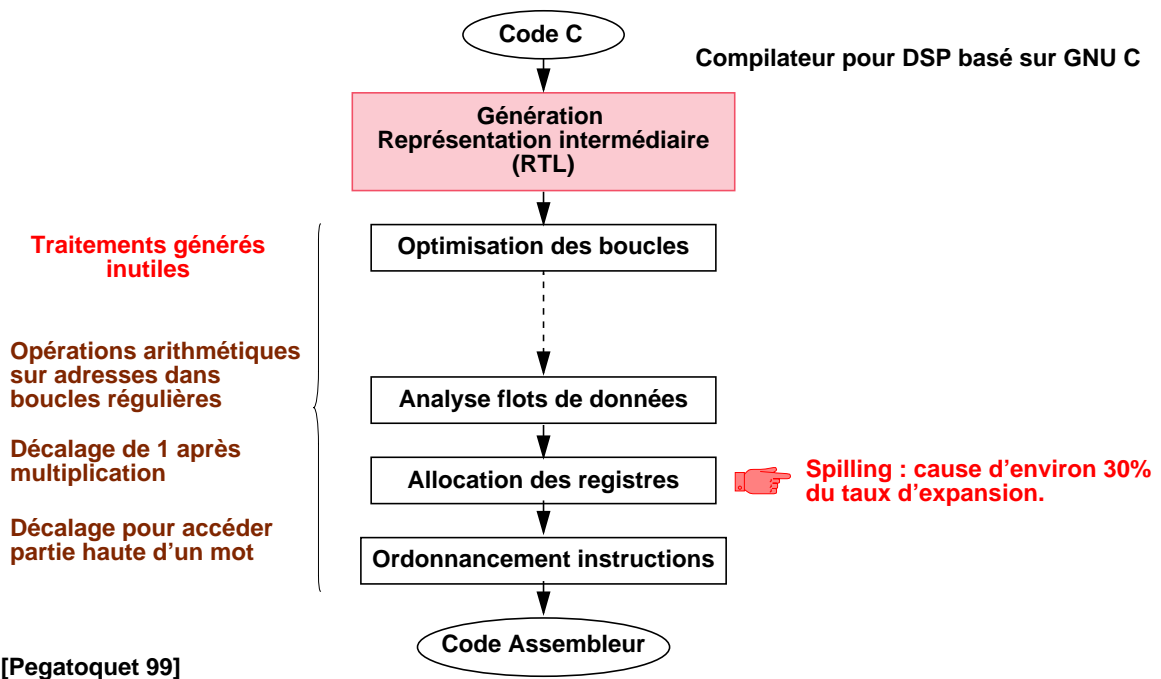 Code C
Compilateur pour DSP basé sur GNU C
Génération
Représentation intermédiaire
(RTL)
Traitements générés
inutiles
Optimisation des boucles
Opérations arithmétiques
sur adresses dans
boucles régulières
Analyse flots de données
Décalage de 1 après
multiplication
Allocation des registres
Spilling : cause d’environ 30%
du taux d’expansion.
Décalage pour accéder
partie haute d’un mot
Ordonnancement instructions
Code Assembleur
[Pegatoquet 99]